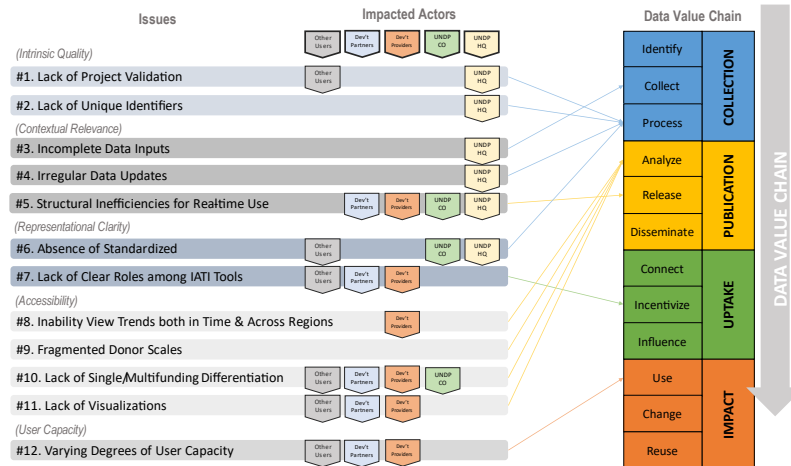 Issues
Impacted Actors
Data Value Chain
Other Users
Dev't Partners
Dev't Providers
UNDP CO
UNDP HQ
(Intrinsic Quality)
#1. Lack of Project Validation
Other Users
UNDP HQ
#2. Lack of Unique Identifiers
UNDP HQ
(Contextual Relevance)
#3. Incomplete Data Inputs
UNDP HQ
#4. Irregular Data Updates
UNDP HQ
#5. Structural Inefficiencies for Realtime Use
Dev't Partners
Dev't Providers
UNDP CO
UNDP HQ
(Representational Clarity)
#6. Absence of Standardized
Other Users
UNDP CO
UNDP HQ
#7. Lack of Clear Roles among IATI Tools
Other Users
Dev't Partners
Dev't Providers
(Accessibility)
#8. Inability View Trends both in Time & Across Regions
Dev't Providers
#9. Fragmented Donor Scales
#10. Lack of Single/Multifunding Differentiation
Other Users
Dev't Partners
Dev't Providers
UNDP CO
#11. Lack of Visualizations
Other Users
Dev't Partners
Dev't Providers
(User Capacity)
#12. Varying Degrees of User Capacity
Other Users
Dev't Partners
Dev't Providers
Identify
Collect
Process
COLLECTION
Analyze
Release
Disseminate
PUBLICATION
Connect
Incentivize
Influence
UPTAKE
Use
Change
Reuse
IMPACT
DATA VALUE CHAIN